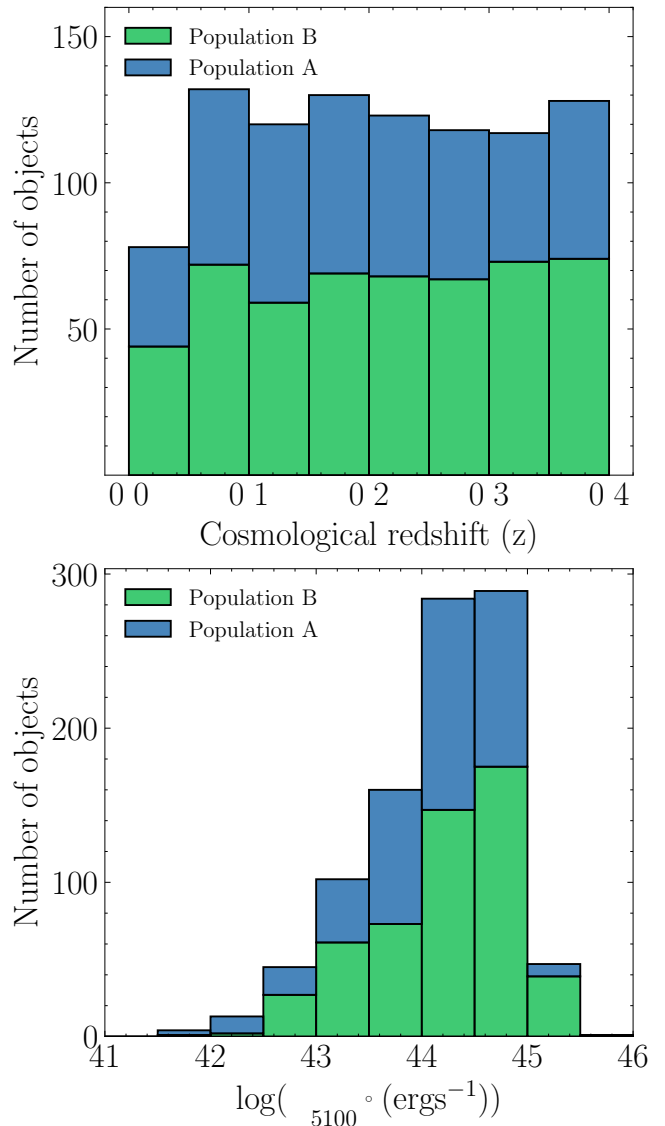 150
Population B
Population A
100
50
Number of objects
0 0 0 1 0 2 0 3 0 4
Cosmological redshift (z)
300
Population B
Population A
200
100
0
Number of objects
41 42 43 44 45 46
log( 5100 ° (ergs⁻¹))